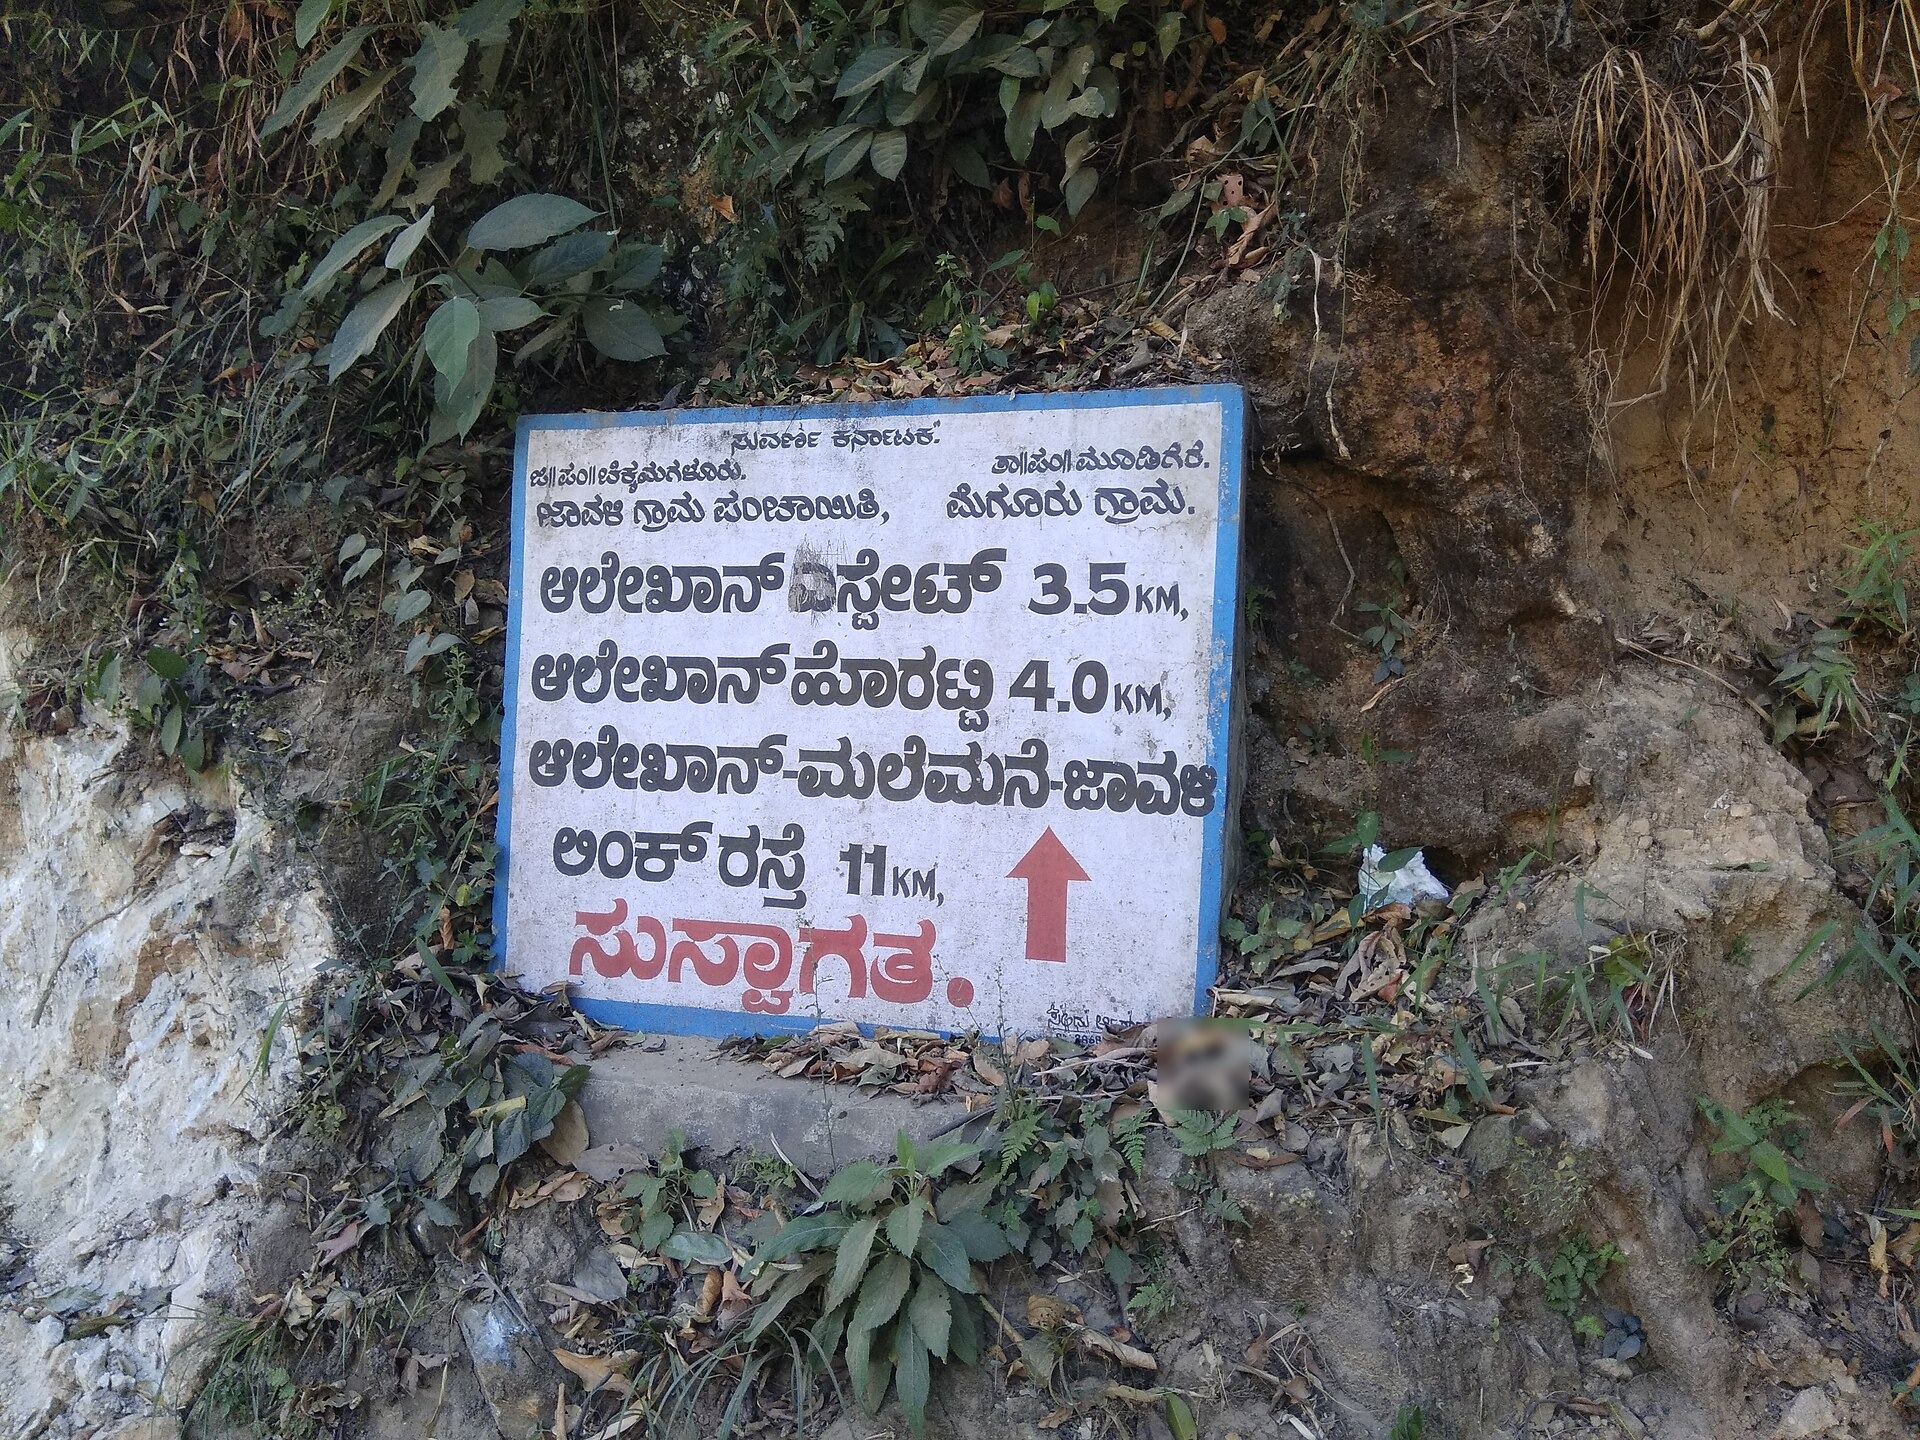 "ಸುವರ್ಣ ಕರ್ನಾಟಕ."
ಜಿ||ಪಂ||ಚಿಕ್ಕಮಗಳೂರು. ತಾ||ಪಂ||ಮೂಡಿಗೆರೆ.
ಜಾವಳಿ ಗ್ರಾಮ ಪಂಚಾಯಿತಿ, ಮೆಗೂರು ಗ್ರಾಮ.
ಆಲೇಖಾನ್ ಎಸ್ಟೇಟ್ 3.5 KM,
ಆಲೇಖಾನ್ ಹೊರಟ್ಟಿ 4.0 KM,
ಆಲೇಖಾನ್-ಮಲೆಮನೆ-ಜಾವಳಿ
ಲಿಂಕ್ ರಸ್ತೆ 11 KM,
ಸುಸ್ವಾಗತ.